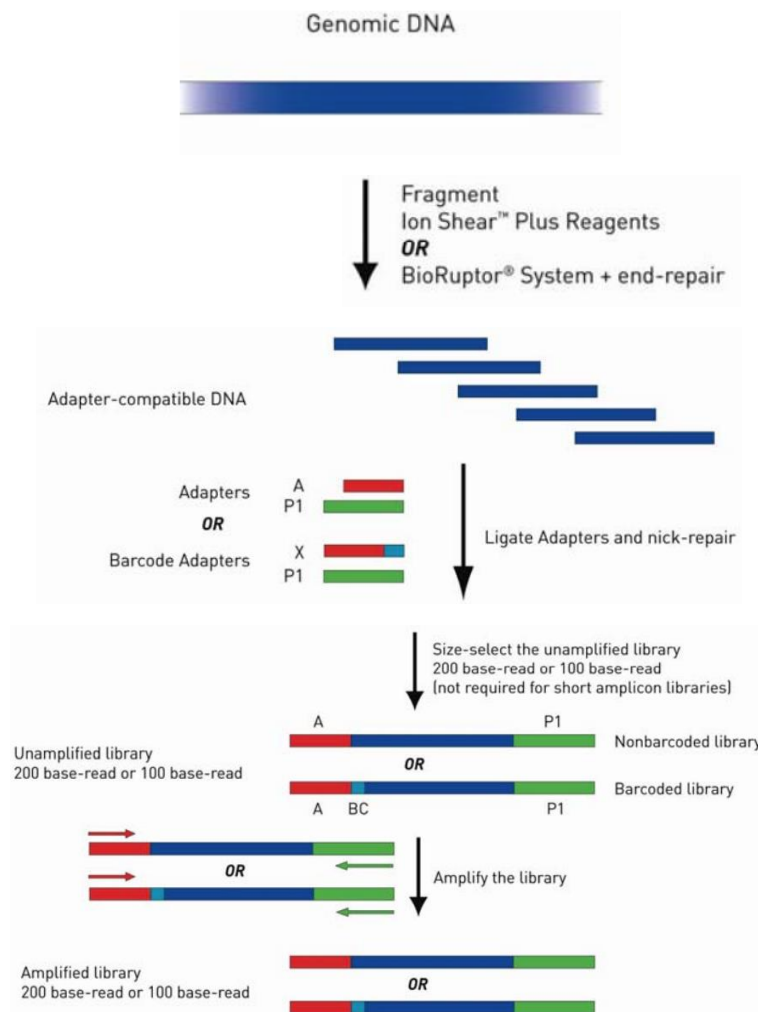 Genomic DNA
Fragment
Ion Shear™ Plus Reagents
OR
BioRuptor® System + end-repair
Adapter-compatible DNA
Adapters
A
P1
OR
Barcode Adapters
X
P1
Ligate Adapters and nick-repair
Size-select the unamplified library
200 base-read or 100 base-read
(not required for short amplicon libraries)
A
P1
Unamplified library
200 base-read or 100 base-read
Nonbarcoded library
OR
Barcoded library
A
BC
P1
OR
Amplify the library
Amplified library
200 base-read or 100 base-read
OR